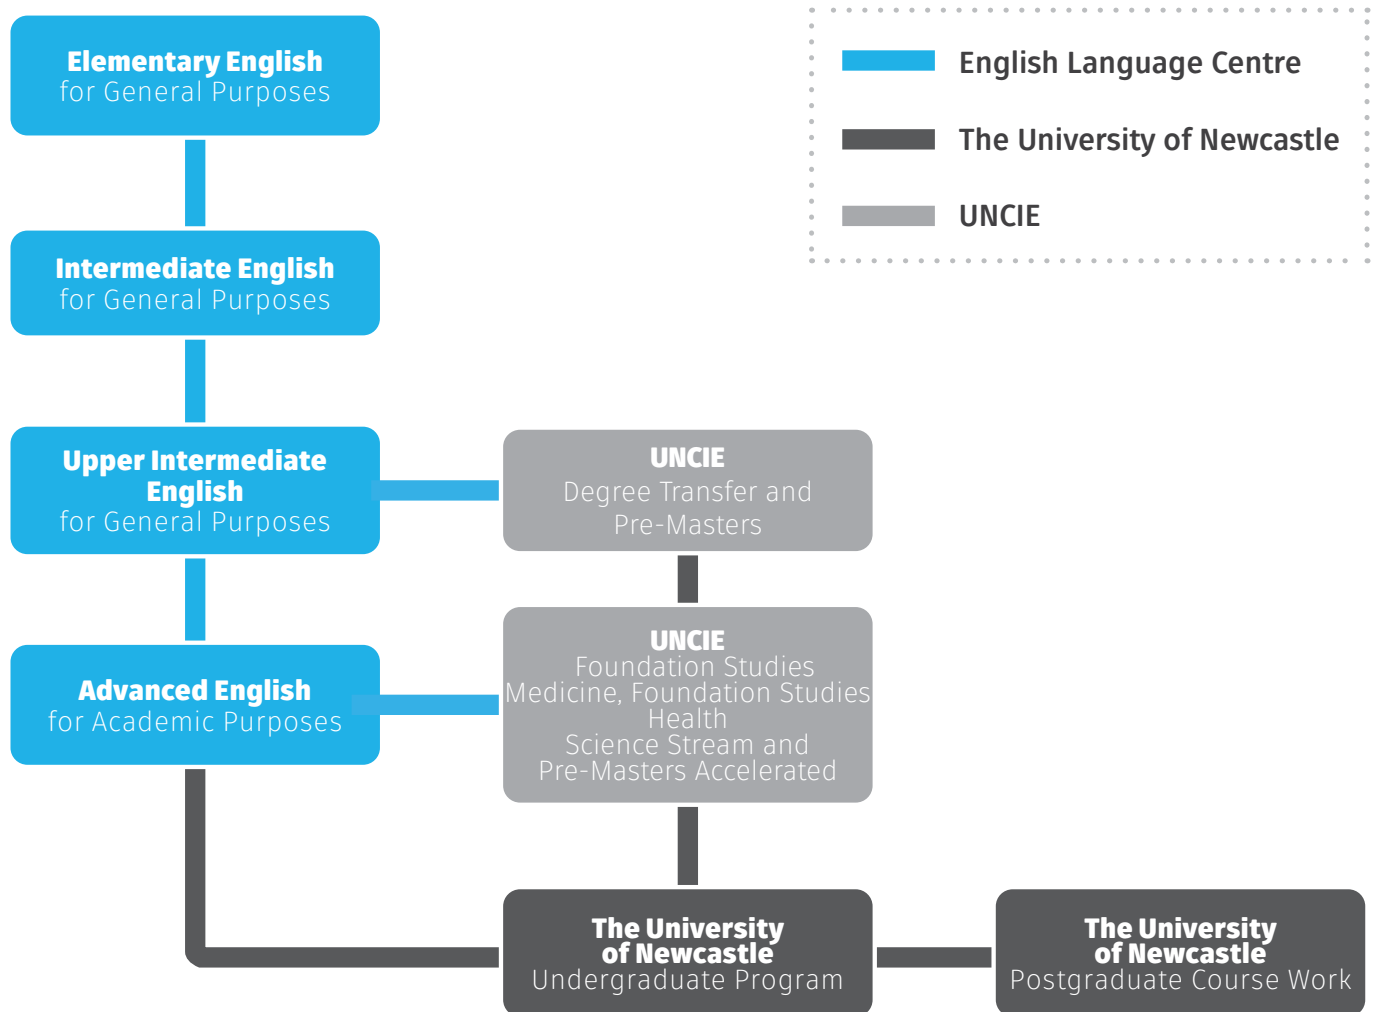 Elementary English
for General Purposes
English Language Centre
The University of Newcastle
UNCIE
Intermediate English
for General Purposes
Upper Intermediate
English
for General Purposes
UNCIE
Degree Transfer and
Pre-Masters
Advanced English
for Academic Purposes
UNCIE
Foundation Studies
Medicine, Foundation Studies
Health
Science Stream and
Pre-Masters Accelerated
The University
of Newcastle
Undergraduate Program
The University
of Newcastle
Postgraduate Course Work